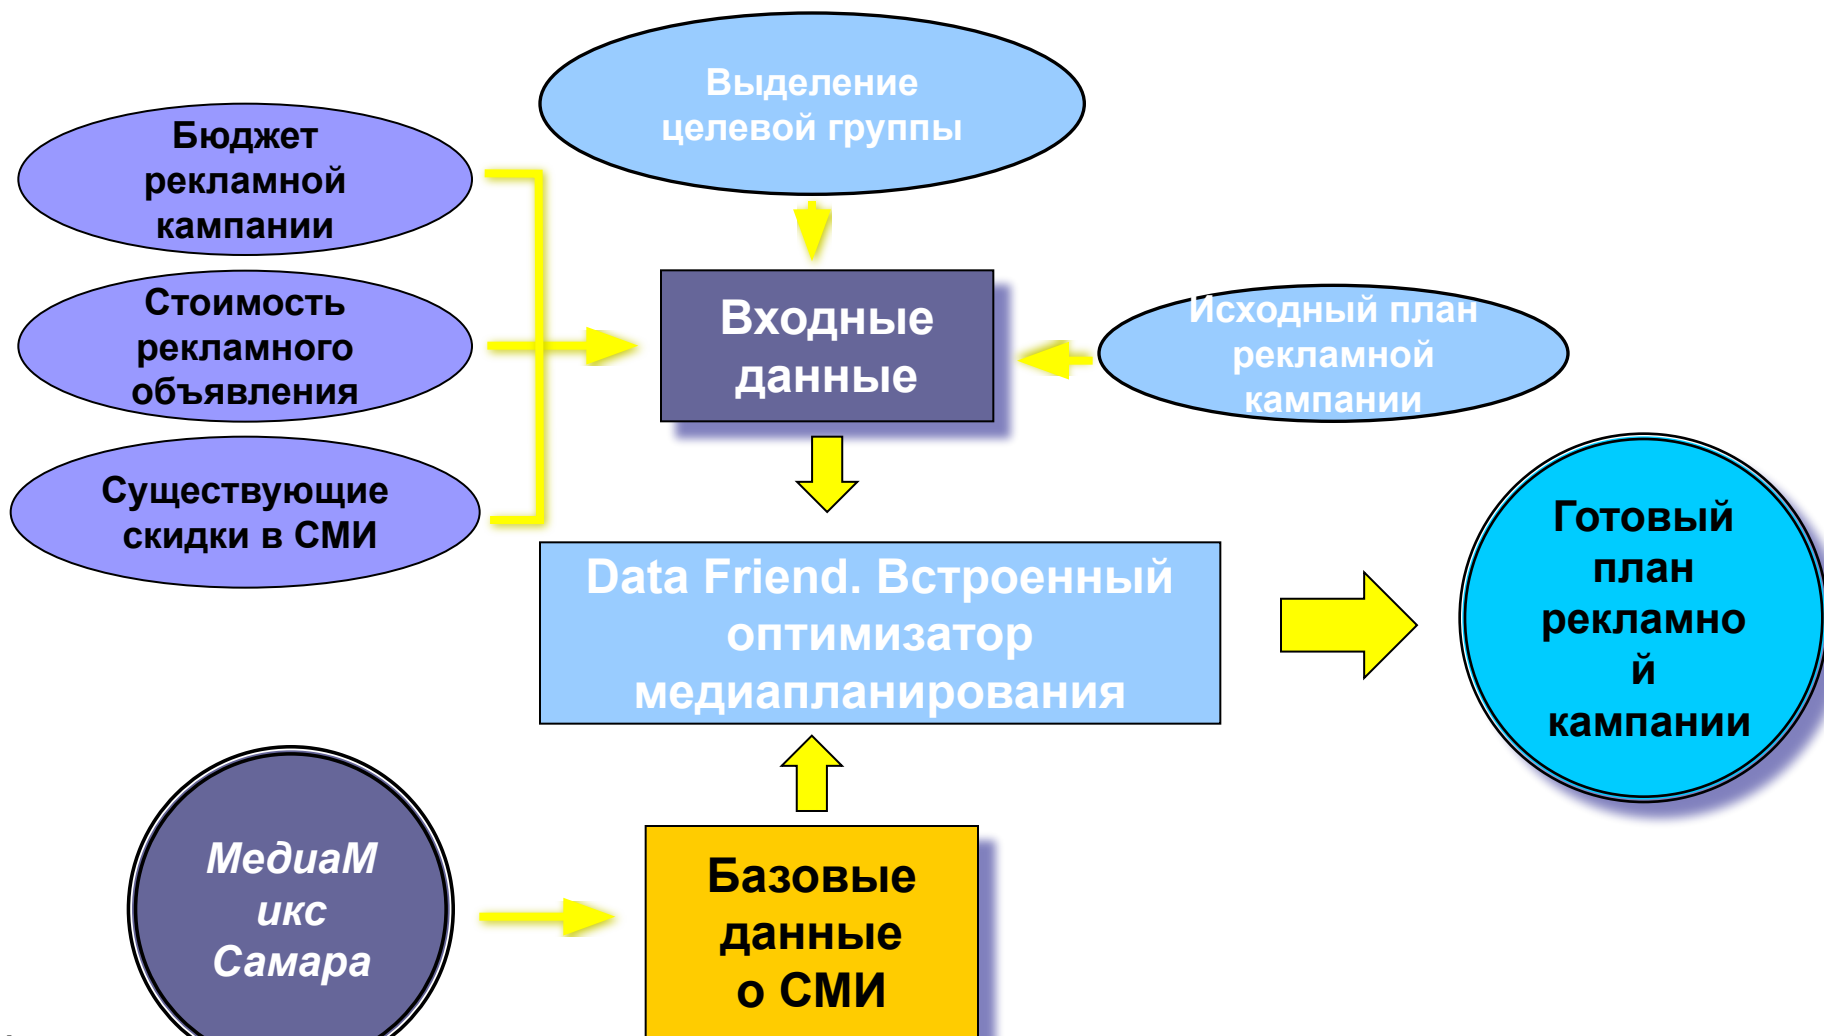 Выделение
целевой группы
Бюджет
рекламной
кампании
Стоимость
рекламного
объявления
Существующие
скидки в СМИ
Входные
данные
Исходный план
рекламной
кампании
Data Friend. Встроенный
оптимизатор
медиапланирования
Готовый
план
рекламно
й
кампании
МедиаМ
икс
Самара
Базовые
данные
о СМИ